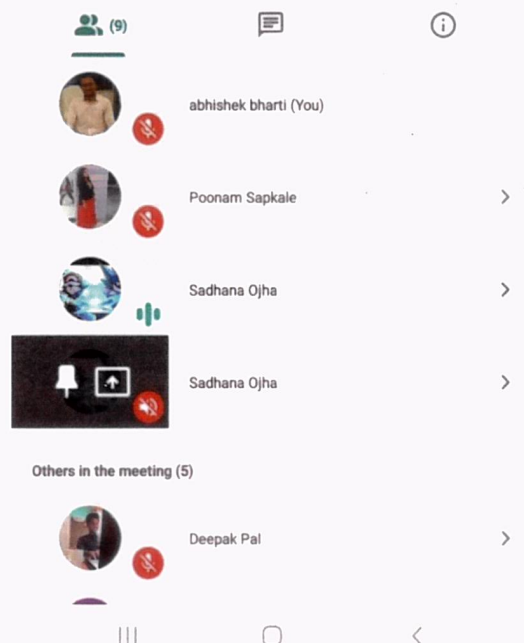 (9)
abhishek bharti (You)
Poonam Sapkale
Sadhana Ojha
Sadhana Ojha
Others in the meeting (5)
Deepak Pal